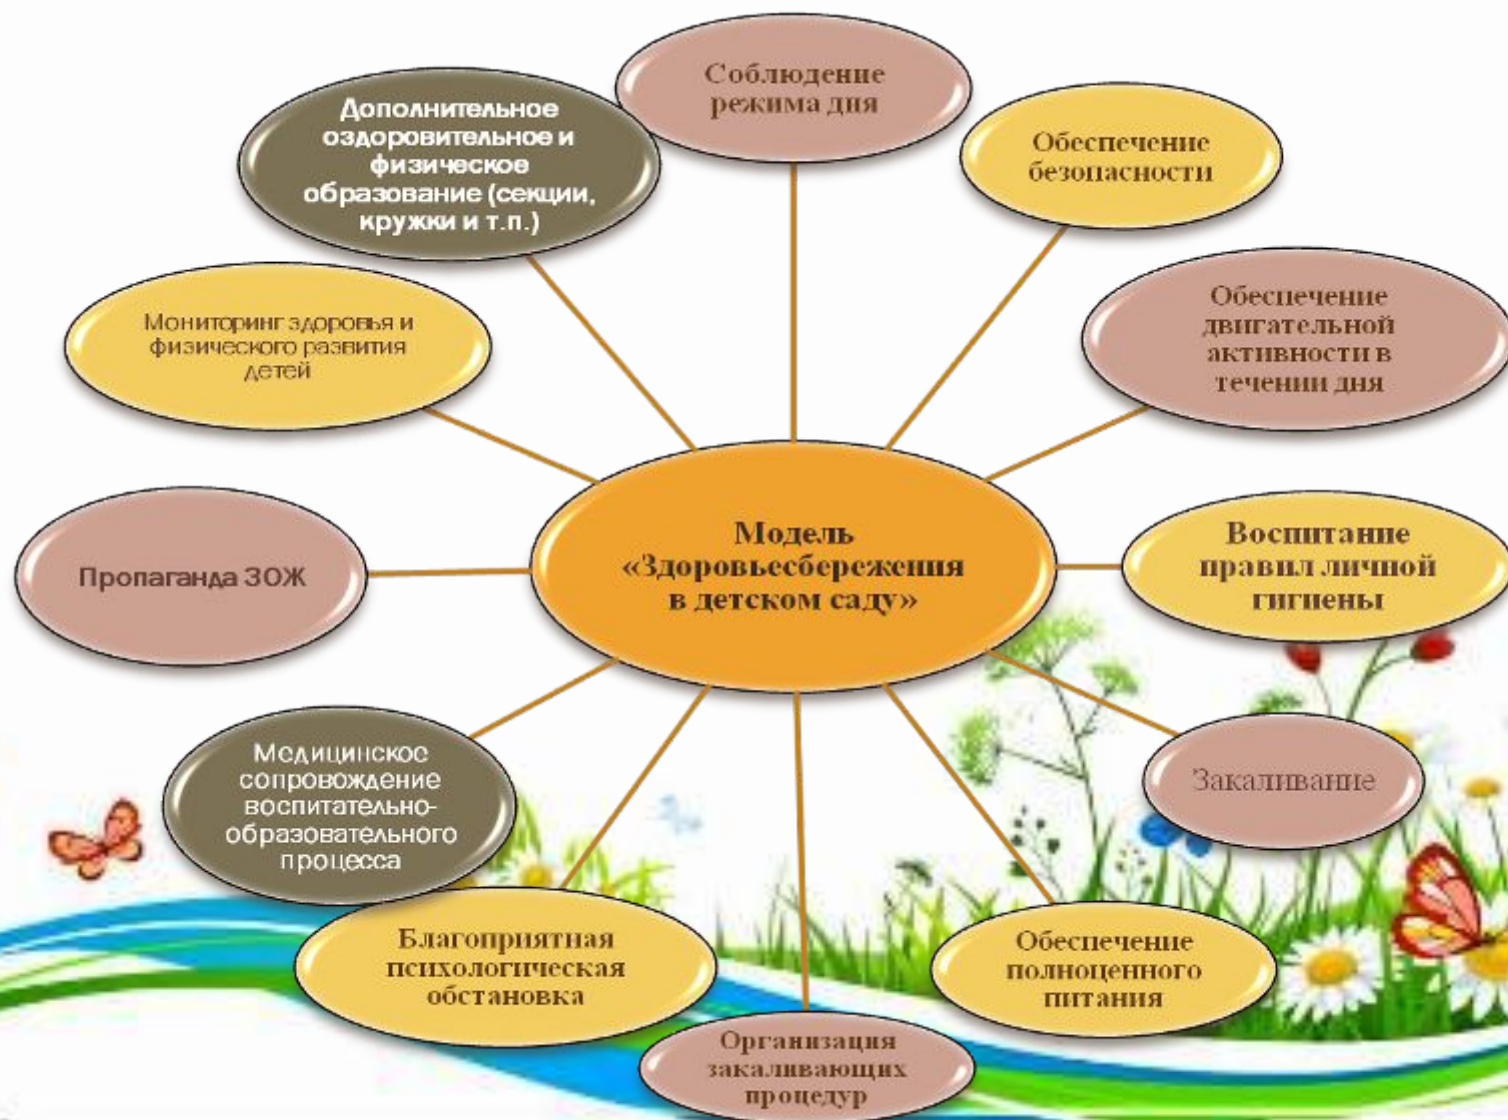 Соблюдение
режима дня
Обеспечение
безопасности
Обеспечение
двигательной
активности в
течении дня
Воспитание
правил личной
гигиены
Закаливание
Обеспечение
полноценного
питания
Организация
закаливающих
процедур
Благоприятная
психологическая
обстановка
Медицинское
сопровождение
воспитательно-
образовательного
процесса
Пропаганда ЗОЖ
Мониторинг здоровья и
физического развития
детей
Дополнительное
оздоровительное и
физическое
образование (секции,
кружки и т.п.)
Модель
«Здоровьесбережения
в детском саду»